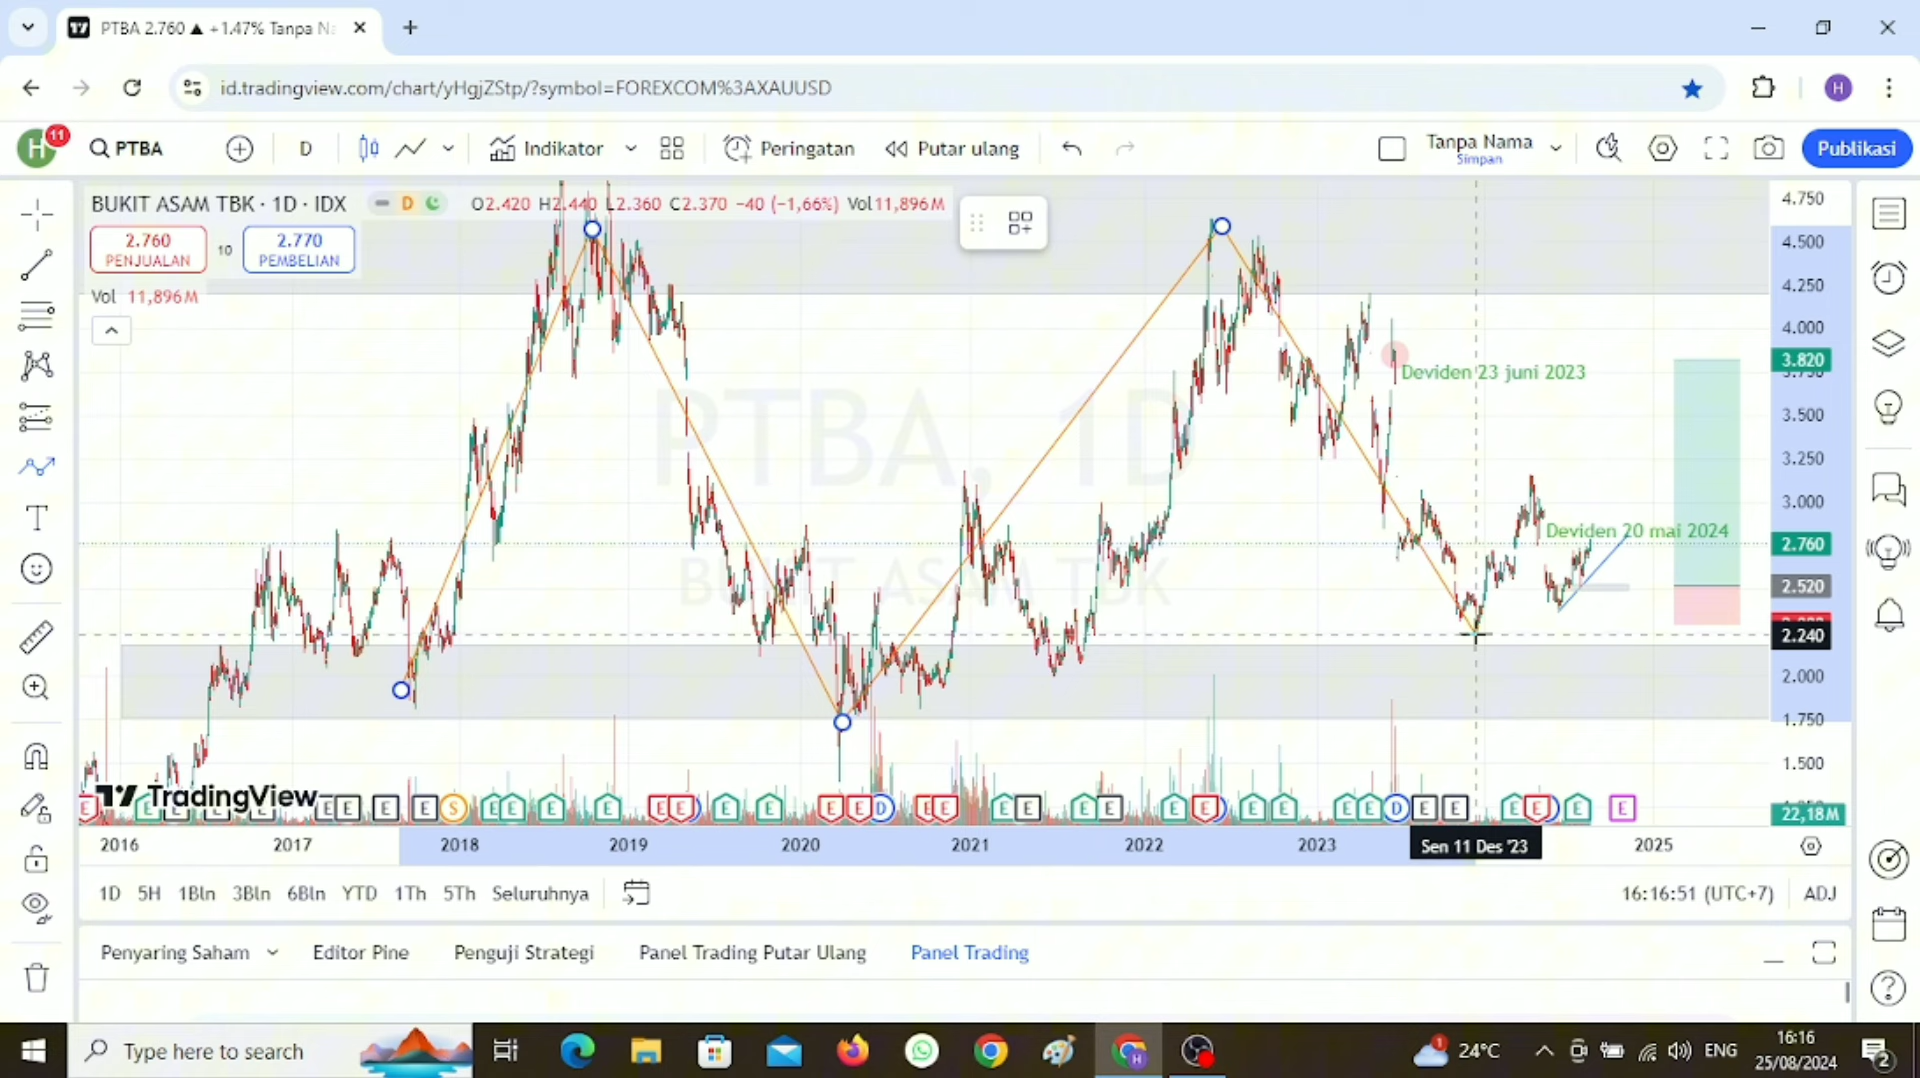 PTBA 2.760 ▲ +1.47% Tanpa Na
id.tradingview.com/chart/yHgjZStp/?symbol=FOREXCOM%3AXAUUSD
H
H 11 PTBA D Indikator Peringatan Putar ulang Tanpa Nama Simpan Publikasi
BUKIT ASAM TBK · 1D · IDX D O2.420 H2.440 L2.360 C2.370 −40 (−1,66%) Vol11,896M
2.760 PENJUALAN 10 2.770 PEMBELIAN
Vol 11,896M
PTBA, 1D
BUKIT ASAM TBK
Deviden 23 juni 2023
Deviden 20 mai 2024
4.750
4.500
4.250
4.000
3.820
3.500
3.250
3.000
2.760
2.520
2.240
2.000
1.750
1.500
22,18M
TradingView
E E E E E S E E E E E E E E E E E D E E E E E E E E E E E E D E E E E E E
2016 2017 2018 2019 2020 2021 2022 2023 Sen 11 Des '23 2025
1D 5H 1Bln 3Bln 6Bln YTD 1Th 5Th Seluruhnya 16:16:51 (UTC+7) ADJ
Penyaring Saham Editor Pine Penguji Strategi Panel Trading Putar Ulang Panel Trading
Type here to search 1 24°C ENG 16:16
25/08/2024 2